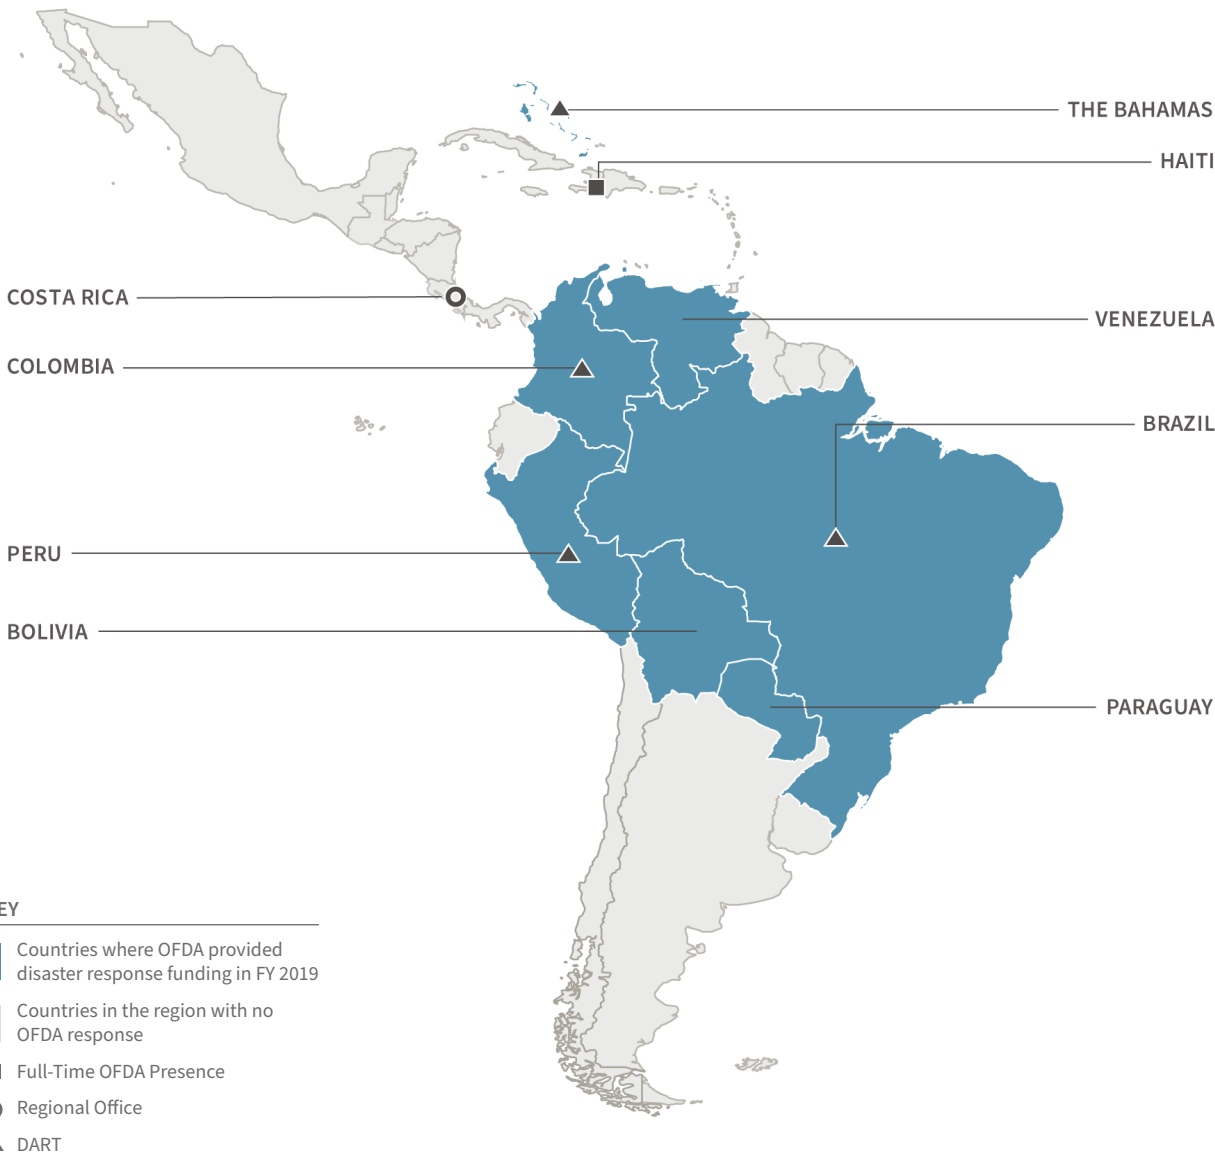 THE BAHAMAS
HAITI
COSTA RICA
VENEZUELA
COLOMBIA
BRAZIL
PERU
BOLIVIA
PARAGUAY
EY
Countries where OFDA provided
disaster response funding in FY 2019
Countries in the region with no
OFDA response
Full-Time OFDA Presence
Regional Office
DART